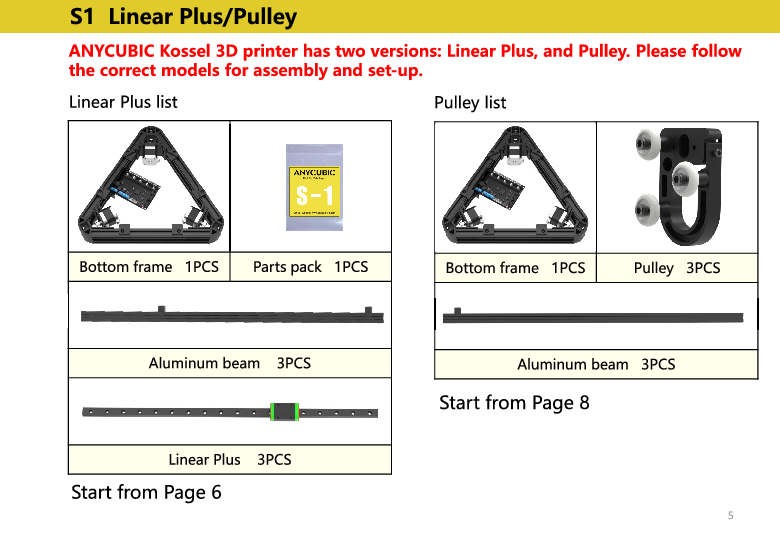 S1 Linear Plus/Pulley
ANYCUBIC Kossel 3D printer has two versions: Linear Plus, and Pulley. Please follow
the correct models for assembly and set-up.
Linear Plus list
ANYCUBIC
S-1
Bottom frame 1PCS
Parts pack 1PCS
Aluminum beam 3PCS
Linear Plus 3PCS
Start from Page 6
Pulley list
Bottom frame 1PCS
Pulley 3PCS
Aluminum beam 3PCS
Start from Page 8
5